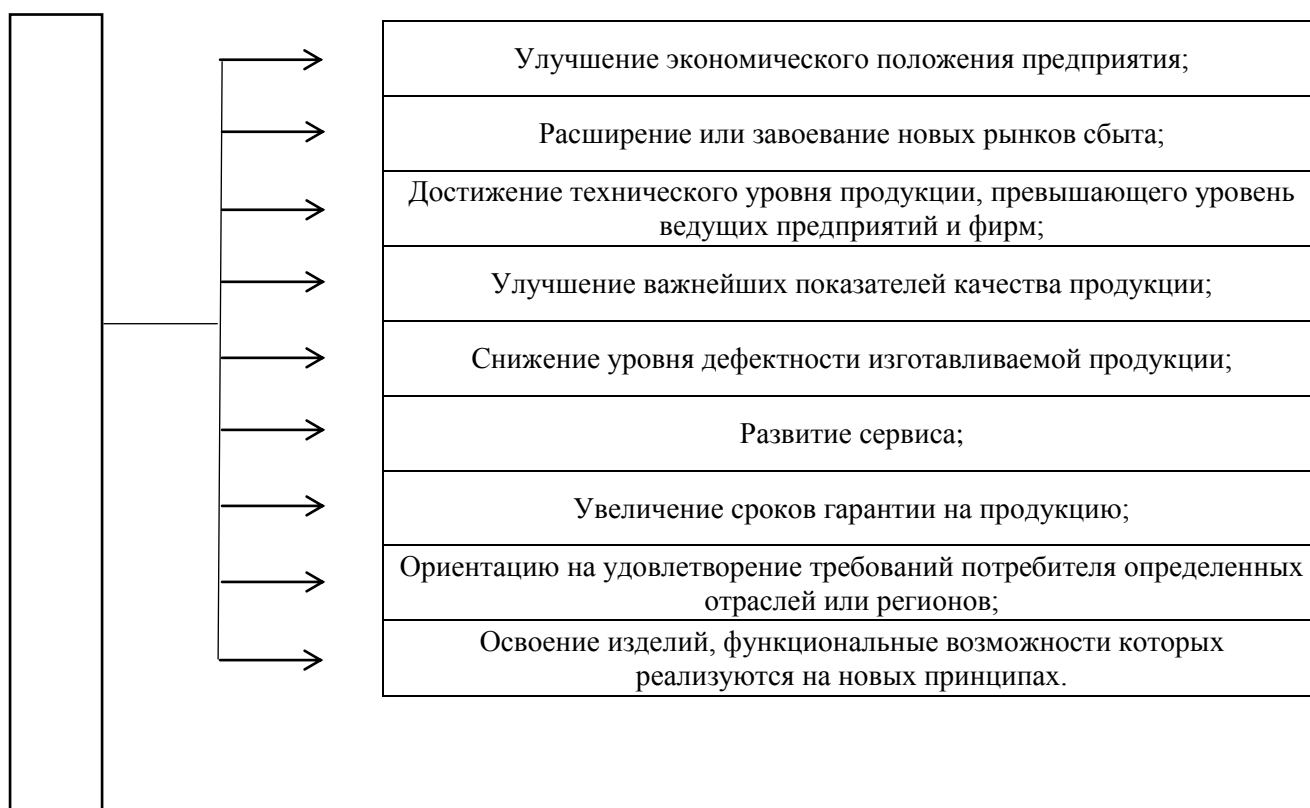 Улучшение экономического положения предприятия;
Расширение или завоевание новых рынков сбыта;
Достижение технического уровня продукции, превышающего уровень
ведущих предприятий и фирм;
Улучшение важнейших показателей качества продукции;
Снижение уровня дефектности изготавливаемой продукции;
Развитие сервиса;
Увеличение сроков гарантии на продукцию;
Ориентацию на удовлетворение требований потребителя определенных
отраслей или регионов;
Освоение изделий, функциональные возможности которых
реализуются на новых принципах.